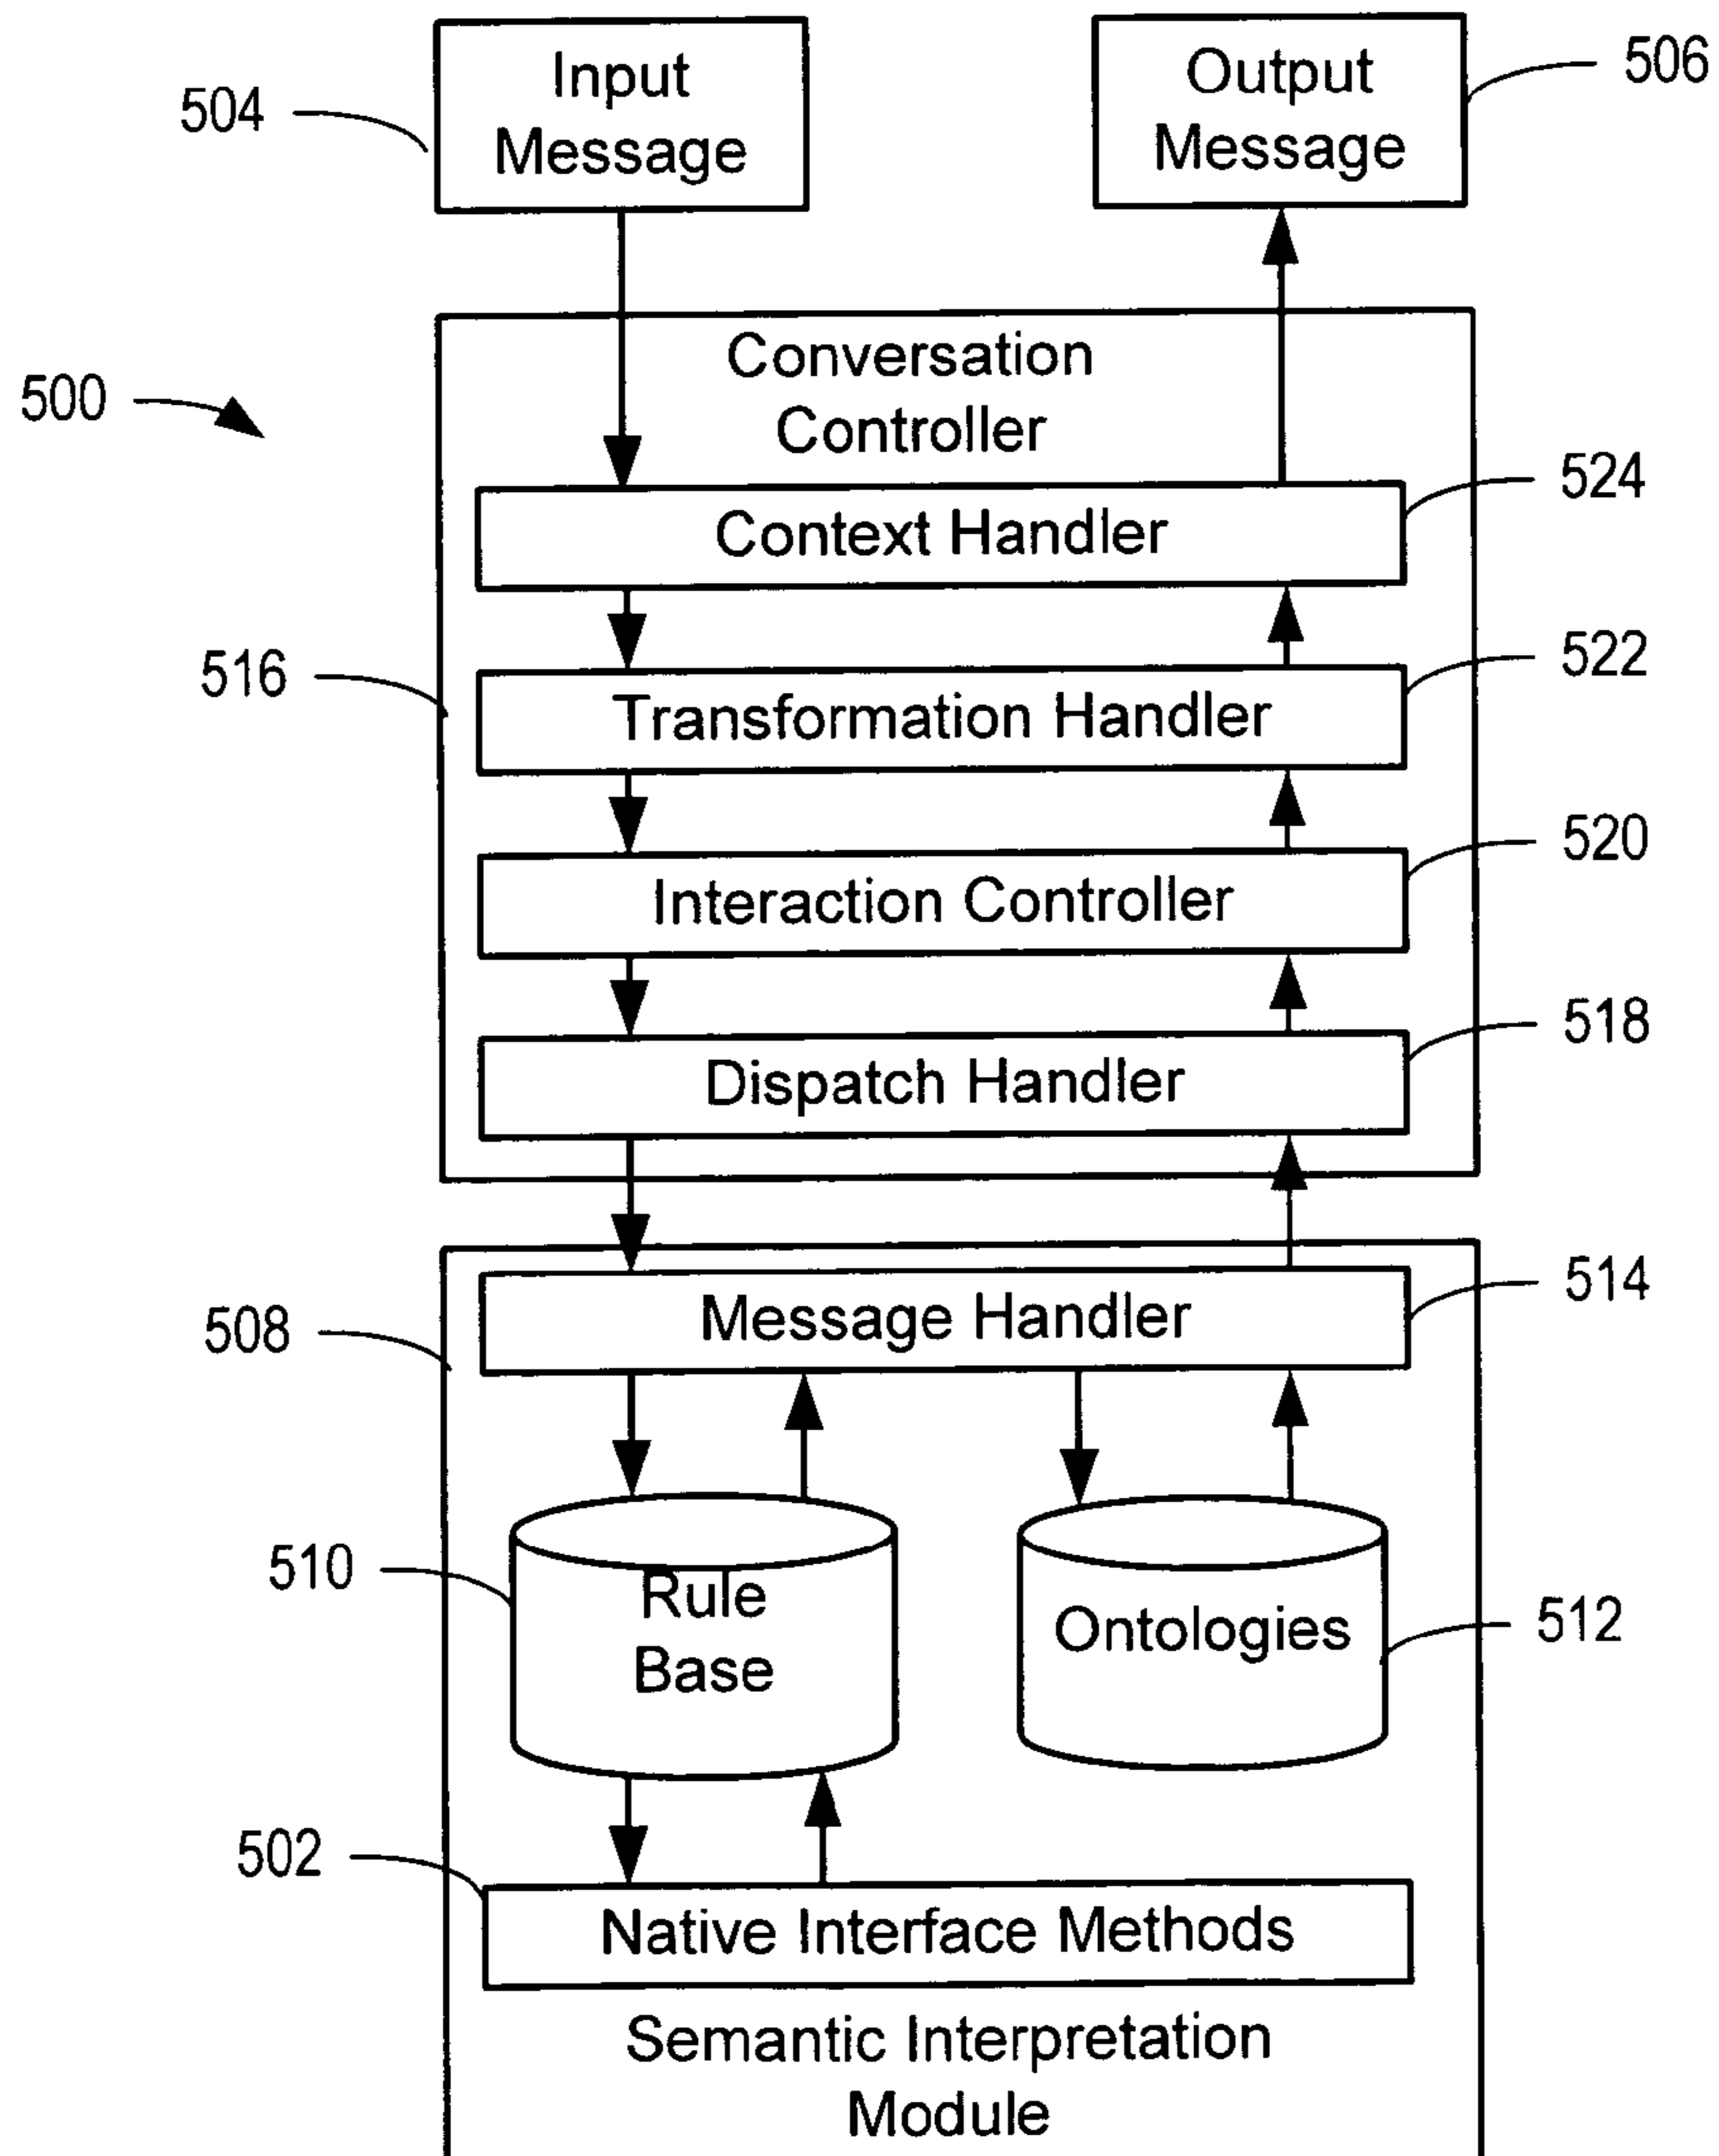 Input
Message
504
Output
Message
506
500
Conversation
Controller
Context Handler
524
516
Transformation Handler
522
Interaction Controller
520
Dispatch Handler
518
508
Message Handler
514
510
Rule
Base
Ontologies
512
502
Native Interface Methods
Semantic Interpretation
Module